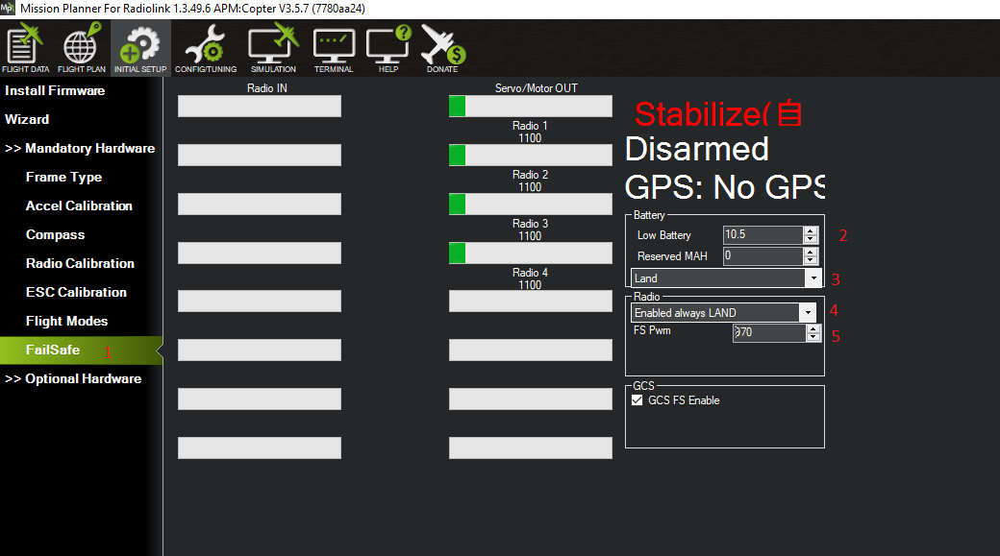 Mission Planner For Radiolink 1.3.49.6 APM:Copter V3.5.7 (7780aa24)
FLIGHT DATA FLIGHT PLAN INITIAL SETUP CONFIG/TUNING SIMULATION TERMINAL HELP DONATE
Install Firmware
Wizard
>> Mandatory Hardware
Frame Type
Accel Calibration
Compass
Radio Calibration
ESC Calibration
Flight Modes
FailSafe 1
>> Optional Hardware
Radio IN
Servo/Motor OUT
Radio 1
1100
Radio 2
1100
Radio 3
1100
Radio 4
1100
Stabilize(自
Disarmed
GPS: No GPS
Battery
Low Battery 10.5 2
Reserved MAH 0
Land 3
Radio
Enabled always LAND 4
FS Pwm 970 5
GCS
GCS FS Enable